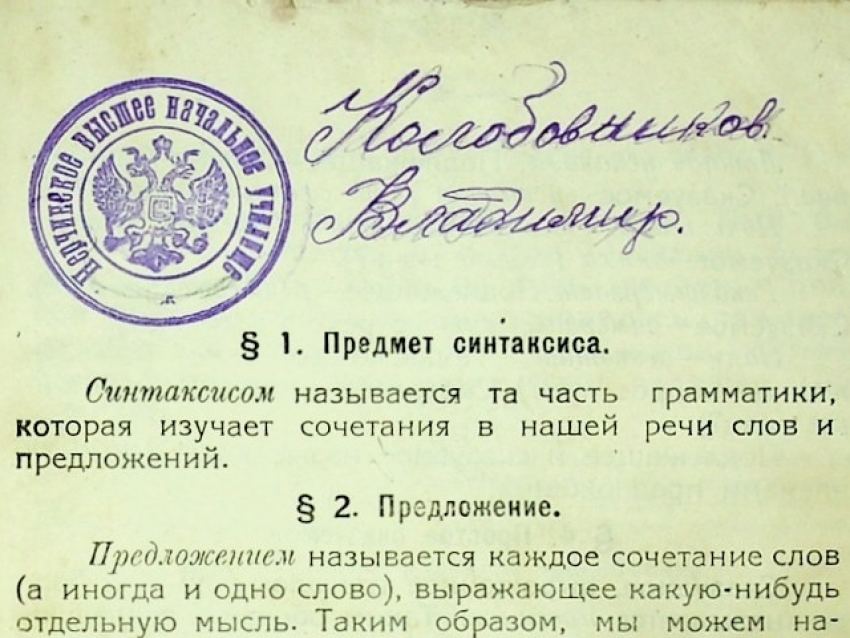 Нерчинское высшее начальное училище
Колобовников
Владимир.
§ 1. Предмет синтаксиса.
Синтаксисом называется та часть грамматики,
которая изучает сочетания в нашей речи слов и
предложений.
§ 2. Предложение.
Предложением называется каждое сочетание слов
(а иногда и одно слово), выражающее какую-нибудь
отдельную мысль. Таким образом, мы можем на-